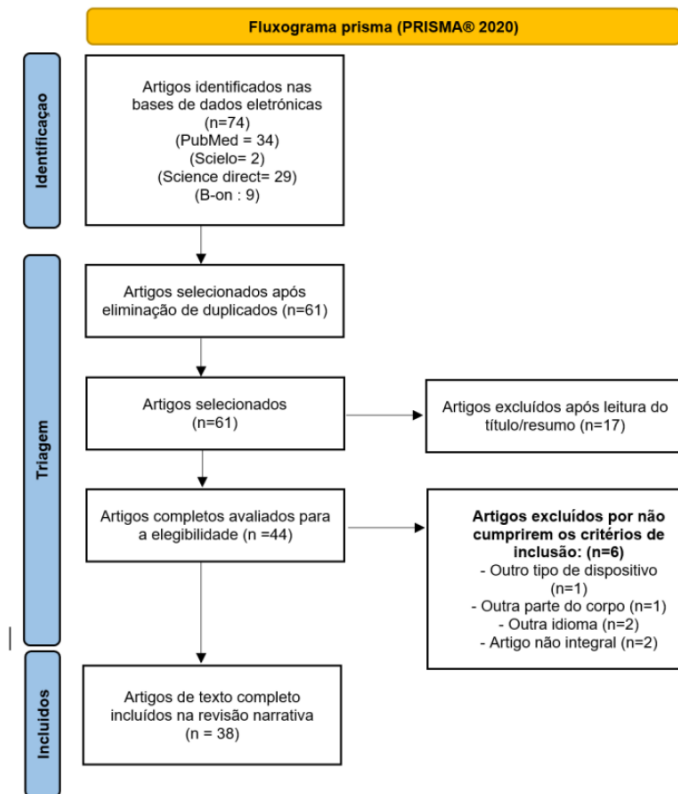 Fluxograma prisma (PRISMA® 2020)
Identificaçao
Artigos identificados nas
bases de dados eletrónicas
(n=74)
(PubMed = 34)
(Scielo= 2)
(Science direct= 29)
(B-on : 9)
Triagem
Artigos selecionados após
eliminação de duplicados (n=61)
Artigos selecionados
(n=61)
Artigos excluídos após leitura do
título/resumo (n=17)
Artigos completos avaliados para
a elegibilidade (n =44)
Artigos excluídos por não
cumprirem os critérios de
inclusão: (n=6)
- Outro tipo de dispositivo
(n=1)
- Outra parte do corpo (n=1)
- Outra idioma (n=2)
- Artigo não integral (n=2)
Incluídos
Artigos de texto completo
incluídos na revisão narrativa
(n = 38)